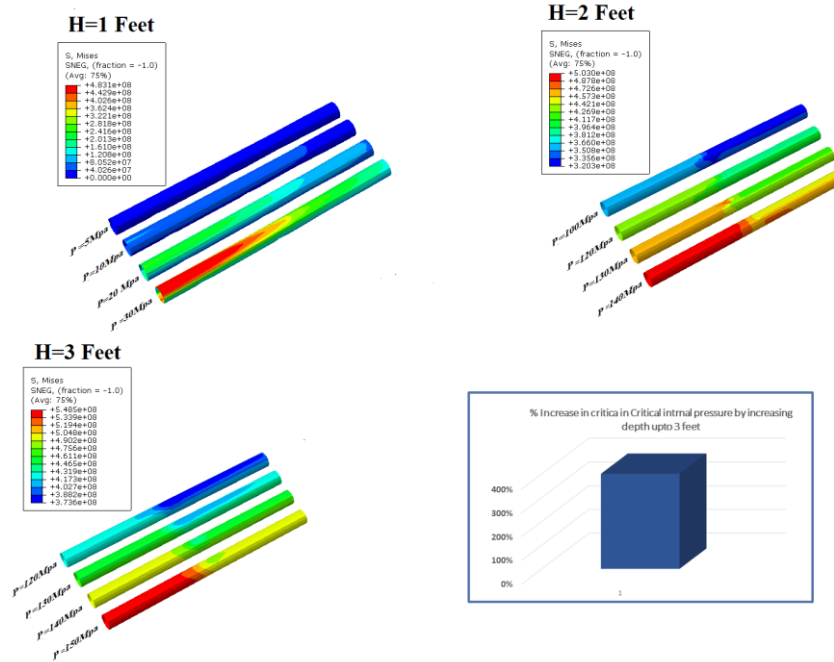 H=1 Feet
S, Mises
SNEG, (fraction = -1.0)
(Avg: 75%)
+4.831e+08
+4.429e+08
+4.026e+08
+3.624e+08
+3.221e+08
+2.818e+08
+2.416e+08
+2.013e+08
+1.610e+08
+1.208e+08
+8.052e+07
+4.026e+07
+0.000e+00
P =5Mpa
P=10Mpa
P=20 Mpa
P =30Mpa
H=2 Feet
S, Mises
SNEG, (fraction = -1.0)
(Avg: 75%)
+5.030e+08
+4.878e+08
+4.726e+08
+4.573e+08
+4.421e+08
+4.269e+08
+4.117e+08
+3.964e+08
+3.812e+08
+3.660e+08
+3.508e+08
+3.356e+08
+3.203e+08
P=100Mpa
P=120Mpa
P=130Mpa
P=140Mpa
H=3 Feet
S, Mises
SNEG, (fraction = -1.0)
(Avg: 75%)
+5.485e+08
+5.339e+08
+5.194e+08
+5.048e+08
+4.902e+08
+4.756e+08
+4.611e+08
+4.465e+08
+4.319e+08
+4.173e+08
+4.027e+08
+3.882e+08
+3.736e+08
P=120Mpa
P=130Mpa
P=140Mpa
P=150Mpa
% Increase in critica in Critical intrnal pressure by increasing
depth upto 3 feet
400%
300%
200%
100%
0%
1